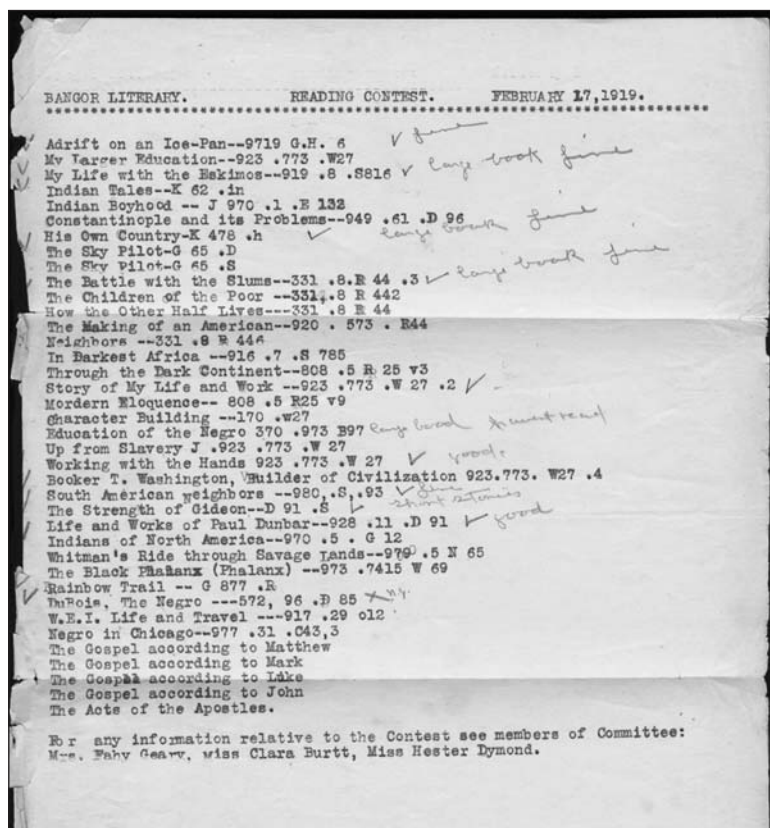 BANGOR LITERARY. READING CONTEST. FEBRUARY 17,1919.
Adrift on an Ice-Pan--9719 G.H. 6 ✓ fine
My Larger Education--923 .773 .W27
My Life with the Eskimos--919 .8 .S816 ✓ large book fine
Indian Tales--K 62 .in
Indian Boyhood -- J 970 .1 .E 132
Constantinople and its Problems--949 .61 .D 96
His Own Country-K 478 .h ✓ large book fine
The Sky Pilot-G 65 .D
The Sky Pilot-G 65 .S
The Battle with the Slums--331 .8.R 44 .3 ✓ large book fine
The Children of the Poor --331 .8 R 442
How the Other Half Lives---331 .8 R 44
The Making of an American--920 . 573 . R44
Neighbors --331 .8 R 446
In Darkest Africa --916 .7 .S 785
Through the Dark Continent--808 .5 R 25 v3
Story of My Life and Work --923 .773 .W 27 .2 ✓
Mordern Eloquence-- 808 .5 R25 v9
Character Building --170 .w27
Education of the Negro 370 .973 B97 large
Up from Slavery J .923 .773 .W 27
Working with the Hands 923 .773 .W 27 ✓ good.
Booker T. Washington, Builder of Civilization 923.773. W27 .4
South American Neighbors --980,.S,.93 ✓ fine
The Strength of Gideon--D 91 .S ✓ short stories
Life and Works of Paul Dunbar--928 .11 .D 91 ✓ good
Indians of North America--970 .5 . G 12
Whitman's Ride through Savage Lands--979 .5 N 65
The Black Phalanx (Phalanx) --973 .7415 W 69
Rainbow Trail -- G 877 .R
DuBois, The Negro ---572, 96 .D 85
W.E.I. Life and Travel ---917 .29 o12
Negro in Chicago--977 .31 .C43,3
The Gospel according to Matthew
The Gospel according to Mark
The Gospel according to Luke
The Gospel according to John
The Acts of the Apostles.
For any information relative to the Contest see members of Committee:
Mrs. Faby Geary, Miss Clara Burtt, Miss Hester Dymond.